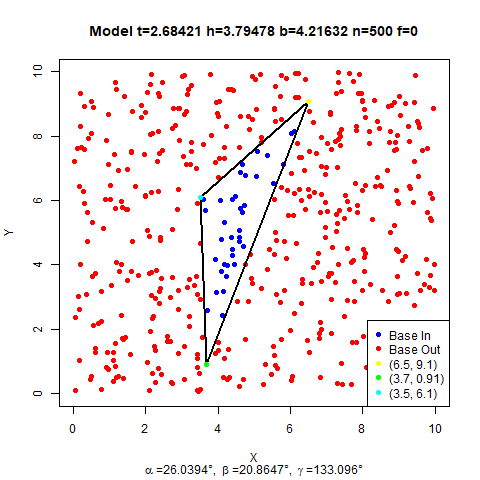 Model t=2.68421 h=3.79478 b=4.21632 n=500 f=0
10
8
6
4
2
0
Y
Base In
Base Out
(6.5, 9.1)
(3.7, 0.91)
(3.5, 6.1)
0 2 4 6 8 10
X
α=26.0394°, β=20.8647°, γ=133.096°